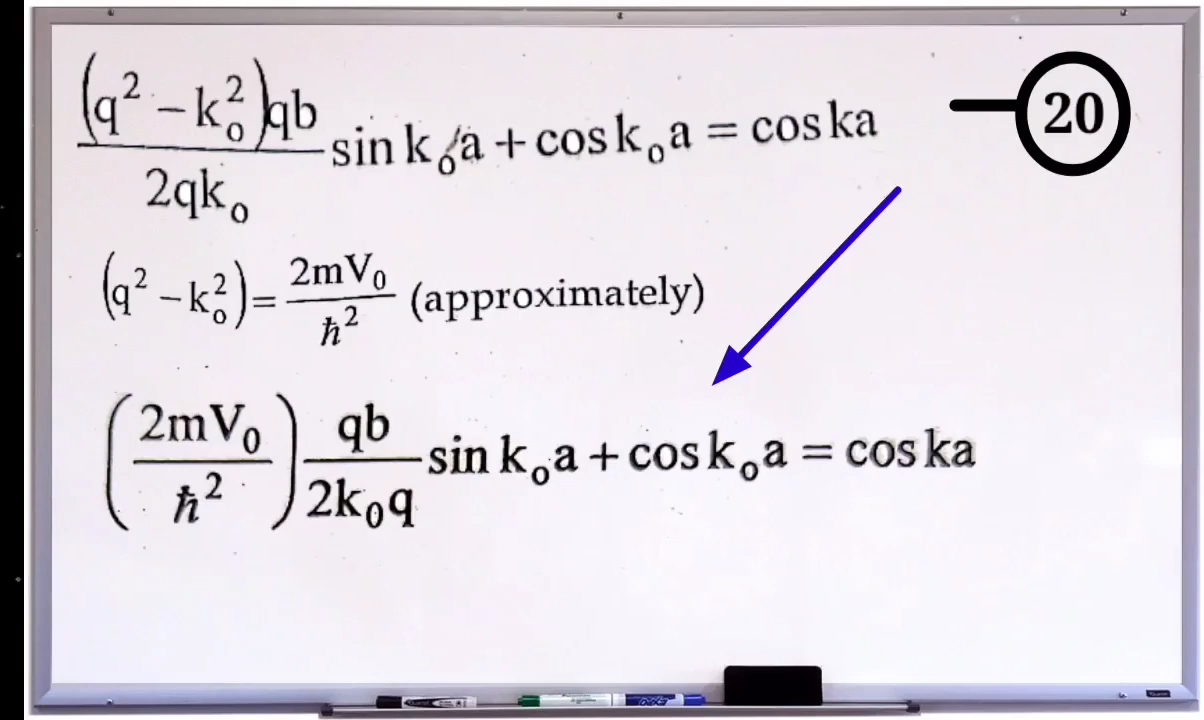 (q² − k₀²)qb / 2qk₀ sin k₀a + cos k₀a = cos ka — 20
(q² − k₀²) = 2mV₀ / ħ² (approximately)
(2mV₀ / ħ²) qb / 2k₀q sin k₀a + cos k₀a = cos ka